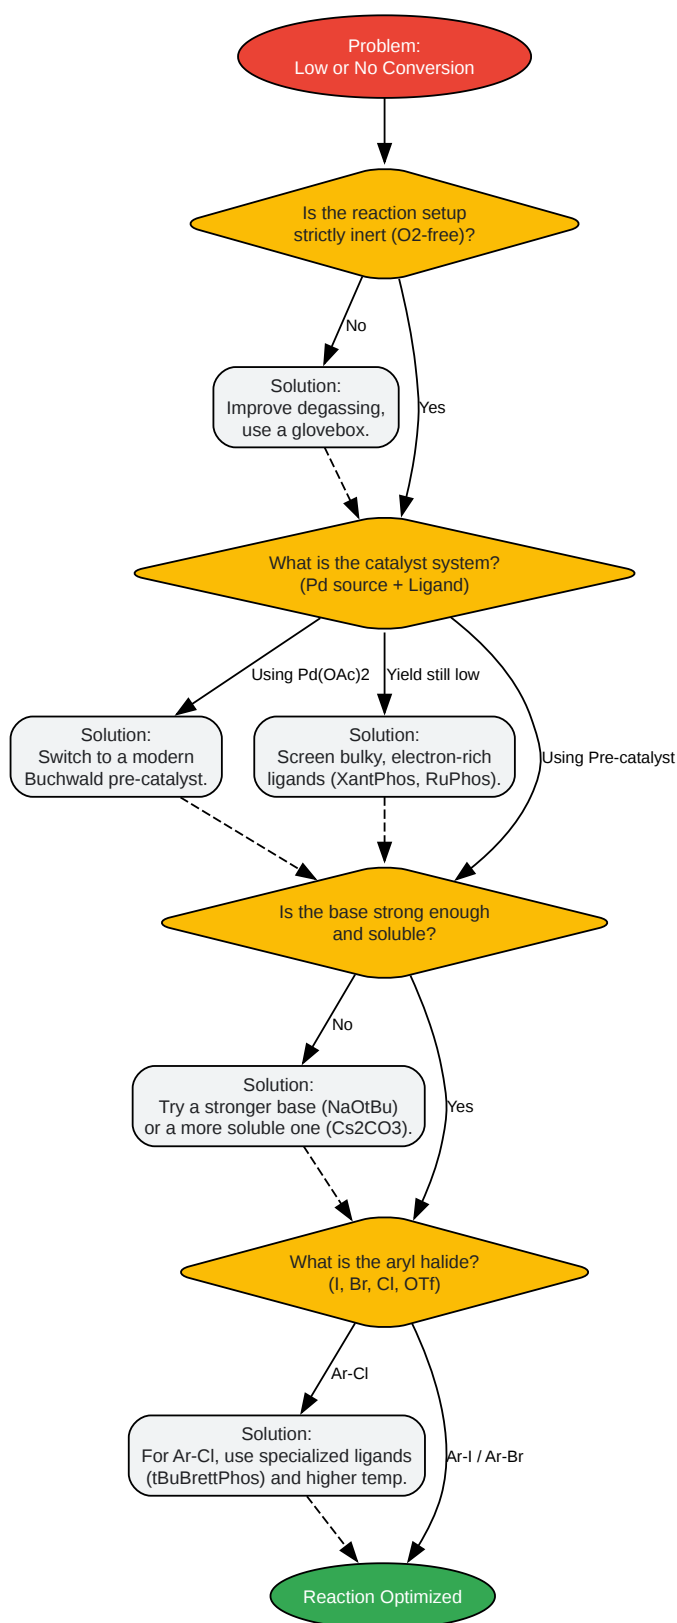 Problem:
Low or No Conversion
Is the reaction setup
strictly inert (O2-free)?
No
Yes
Solution:
Improve degassing,
use a glovebox.
What is the catalyst system?
(Pd source + Ligand)
Using Pd(OAc)2
Yield still low
Using Pre-catalyst
Solution:
Switch to a modern
Buchwald pre-catalyst.
Solution:
Screen bulky, electron-rich
ligands (XantPhos, RuPhos).
Is the base strong enough
and soluble?
No
Yes
Solution:
Try a stronger base (NaOtBu)
or a more soluble one (Cs2CO3).
What is the aryl halide?
(I, Br, Cl, OTf)
Ar-Cl
Ar-I / Ar-Br
Solution:
For Ar-Cl, use specialized ligands
(tBuBrettPhos) and higher temp.
Reaction Optimized